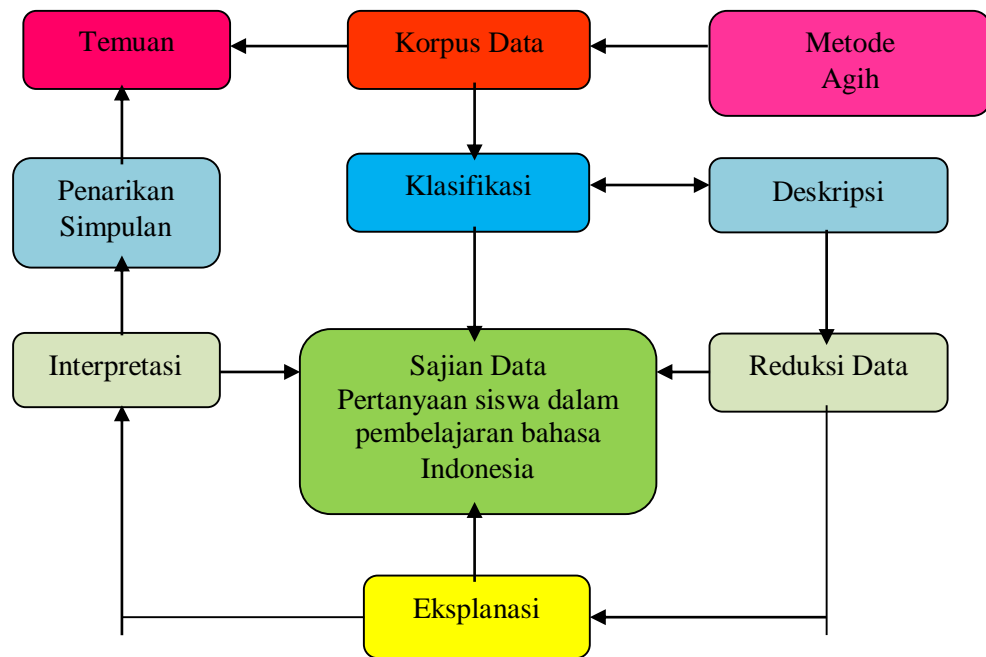 Temuan
Korpus Data
Metode
Agih
Penarikan
Simpulan
Klasifikasi
Deskripsi
Interpretasi
Sajian Data
Pertanyaan siswa dalam
pembelajaran bahasa
Indonesia
Reduksi Data
Eksplanasi